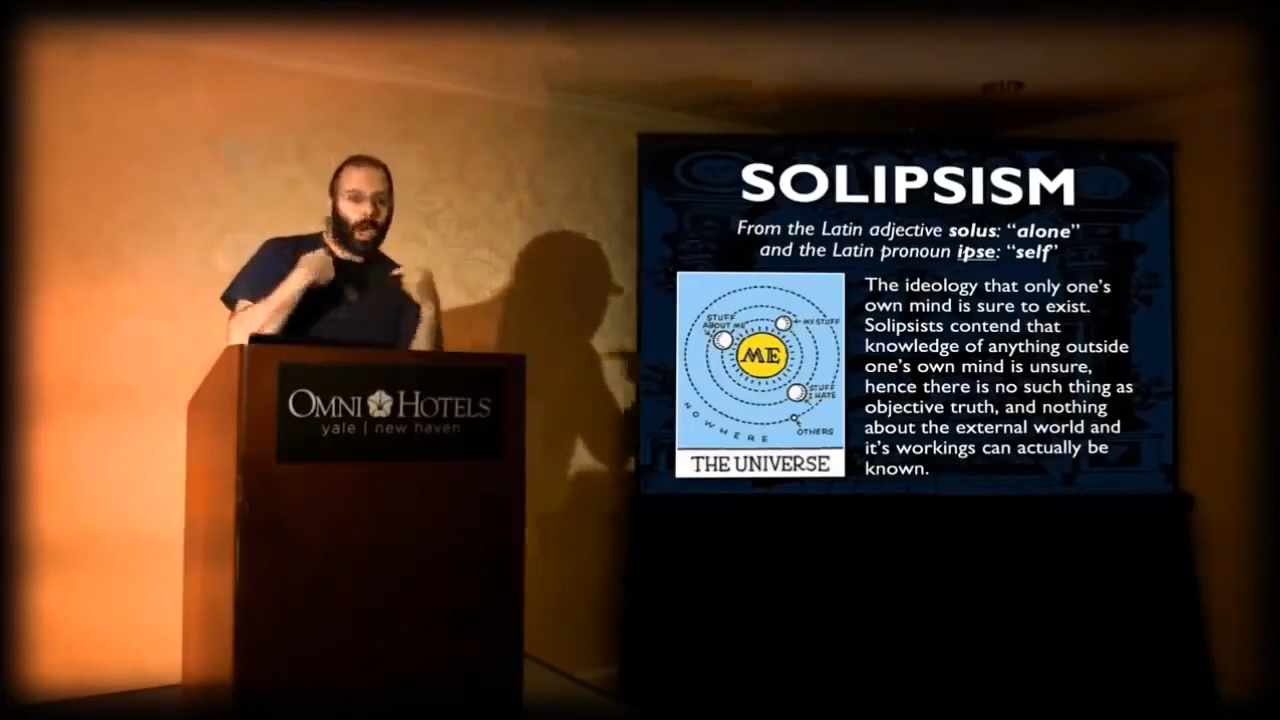 OMNI HOTELS
yale | new haven
SOLIPSISM
From the Latin adjective solus: “alone”
and the Latin pronoun ipse: “self’
STUFF
ABOUT ME
MY STUFF
ME
STUFF
I HATE
OTHERS
NOWHERE
THE UNIVERSE
The ideology that only one’s
own mind is sure to exist.
Solipsists contend that
knowledge of anything outside
one’s own mind is unsure,
hence there is no such thing as
objective truth, and nothing
about the external world and
it’s workings can actually be
known.